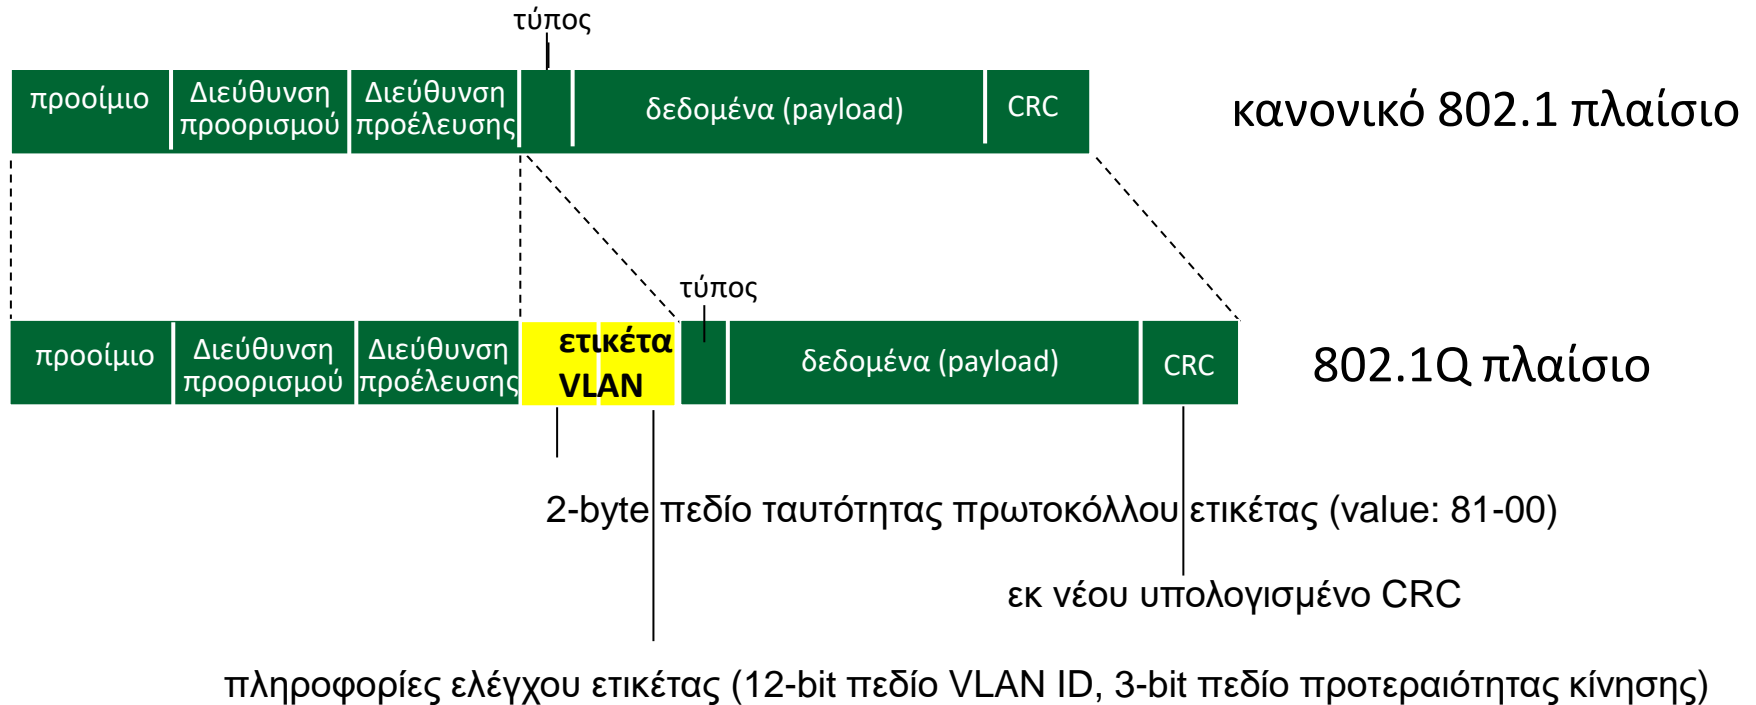 τύπος
προοίμιο
Διεύθυνση
προορισμού
Διεύθυνση
προέλευσης
δεδομένα (payload)
CRC
κανονικό 802.1 πλαίσιο
τύπος
προοίμιο
Διεύθυνση
προορισμού
Διεύθυνση
προέλευσης
ετικέτα
VLAN
δεδομένα (payload)
CRC
802.1Q πλαίσιο
2-byte πεδίο ταυτότητας πρωτοκόλλου ετικέτας (value: 81-00)
εκ νέου υπολογισμένο CRC
πληροφορίες ελέγχου ετικέτας (12-bit πεδίο VLAN ID, 3-bit πεδίο προτεραιότητας κίνησης)